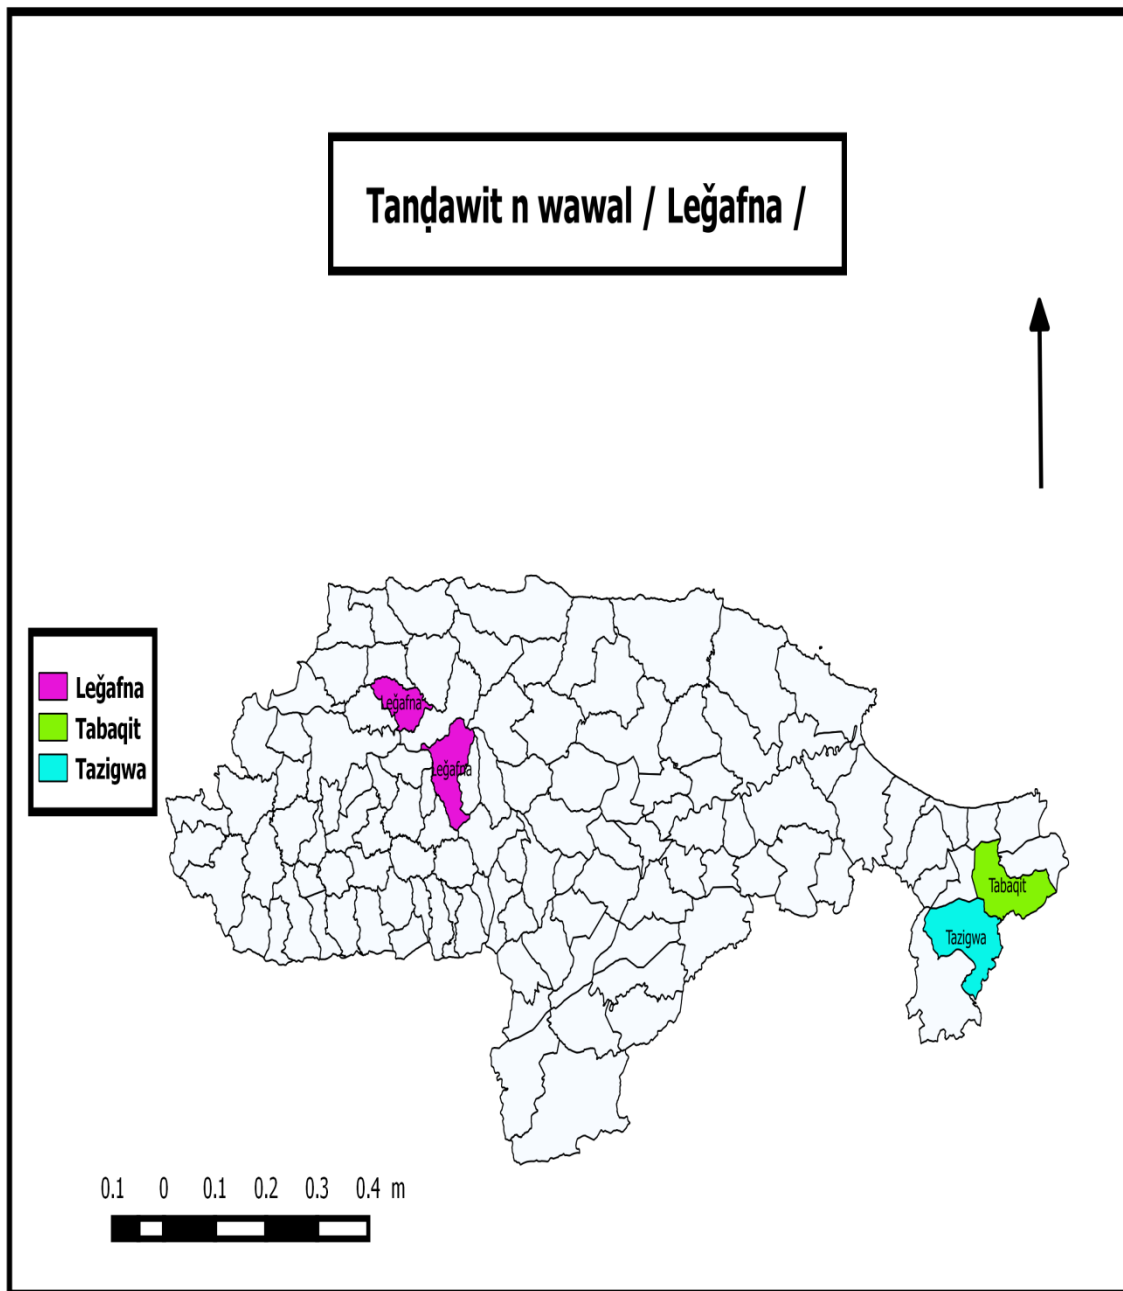 Tanḍawit n wawal / Leğafna /
Leğafna
Tabaqit
Tazigwa
Leğafna
Leğafna
Tabaqit
Tazigwa
0.1 0 0.1 0.2 0.3 0.4 m